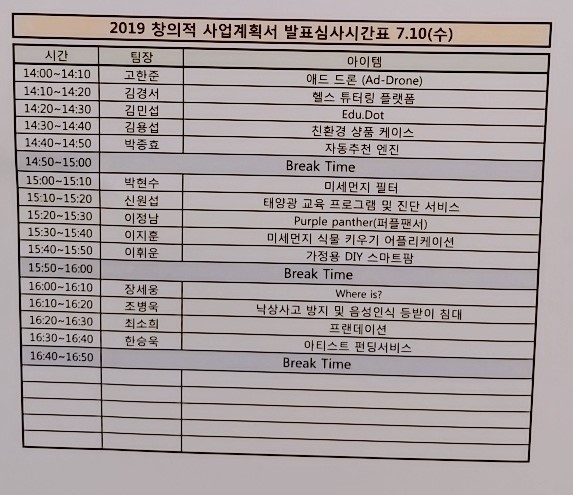 2019 창의적 사업계획서 발표심사시간표 7.10(수)
시간 팀장 아이템
14:00~14:10 고한준 애드 드론 (Ad-Drone)
14:10~14:20 김경서 헬스 튜터링 플랫폼
14:20~14:30 김민섭 Edu.Dot
14:30~14:40 김용섭 친환경 샹품 케이스
14:40~14:50 박종효 자동추천 엔진
14:50~15:00 Break Time
15:00~15:10 박현수 미세먼지 필터
15:10~15:20 신원섭 태양광 교육 프로그램 및 진단 서비스
15:20~15:30 이정남 Purple panther(퍼플팬서)
15:30~15:40 이지훈 미세먼지 식물 키우기 어플리케이션
15:40~15:50 이휘운 가정용 DIY 스마트팜
15:50~16:00 Break Time
16:00~16:10 장세웅 Where is?
16:10~16:20 조병욱 낙상사고 방지 및 음성인식 등받이 침대
16:20~16:30 최소희 프랜데이션
16:30~16:40 한승욱 아티스트 펀딩서비스
16:40~16:50 Break Time